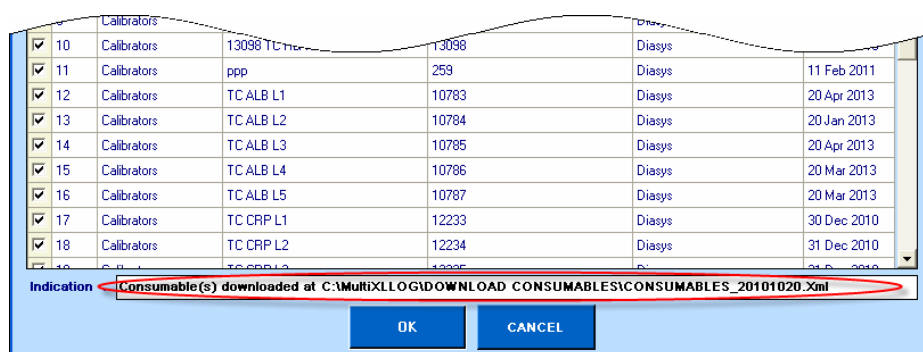 Calibrators
10 Calibrators 13098 TC 13098
11 Calibrators ppp 259 Diasys 11 Feb 2011
12 Calibrators TC ALB L1 10783 Diasys 20 Apr 2013
13 Calibrators TC ALB L2 10784 Diasys 20 Jan 2013
14 Calibrators TC ALB L3 10785 Diasys 20 Apr 2013
15 Calibrators TC ALB L4 10786 Diasys 20 Mar 2013
16 Calibrators TC ALB L5 10787 Diasys 20 Mar 2013
17 Calibrators TC CRP L1 12233 Diasys 30 Dec 2010
18 Calibrators TC CRP L2 12234 Diasys 31 Dec 2010
Indication Consumable(s) downloaded at C:\MultiXLLOG\DOWNLOAD CONSUMABLES\CONSUMABLES_20101020.Xml
OK CANCEL